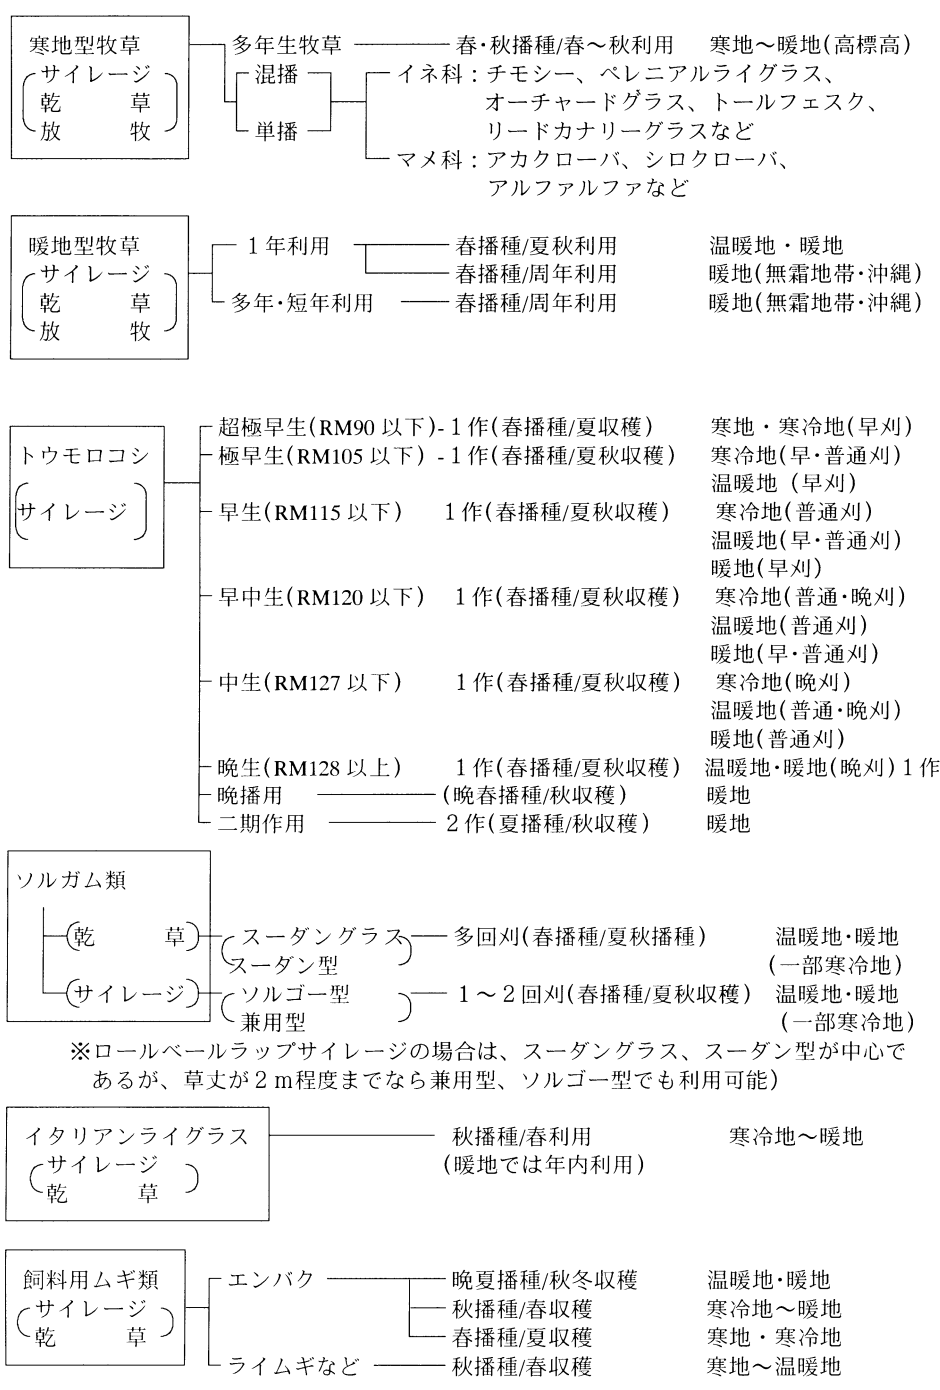 寒地型牧草 多年生牧草 春・秋播種/春～秋利用 寒地～暖地(高標高)
サイレージ 混播 イネ科：チモシー、ペレニアルライグラス、
乾 草 オーチャードグラス、トールフェスク、
放 牧 単播 リードカナリーグラスなど
マメ科：アカクローバ、シロクローバ、
アルファルファなど
暖地型牧草 1年利用 春播種/夏秋利用 温暖地・暖地
サイレージ 春播種/周年利用 暖地(無霜地帯・沖縄)
乾 草 多年・短年利用 春播種/周年利用 暖地(無霜地帯・沖縄)
放 牧
超極早生(RM90以下)-1作(春播種/夏収穫) 寒地・寒冷地(早刈)
トウモロコシ 極早生(RM105以下) -1作(春播種/夏秋収穫) 寒冷地(早・普通刈)
温暖地 (早刈)
サイレージ 早生(RM115以下) 1作(春播種/夏秋収穫) 寒冷地(普通刈)
温暖地(早・普通刈)
暖地(早刈)
早中生(RM120以下) 1作(春播種/夏秋収穫) 寒冷地(普通・晩刈)
温暖地(普通刈)
暖地(早・普通刈)
中生(RM127以下) 1作(春播種/夏秋収穫) 寒冷地(晩刈)
温暖地(普通・晩刈)
暖地(普通刈)
晩生(RM128以上) 1作(春播種/夏秋収穫) 温暖地・暖地(晩刈)1作
晩播用 (晩春播種/秋収穫) 暖地
二期作用 2作(夏播種/秋収穫) 暖地
ソルガム類
(乾 草) スーダングラス 多回刈(春播種/夏秋播種) 温暖地・暖地
スーダン型 (一部寒冷地)
(サイレージ) ソルゴー型 1～2回刈(春播種/夏秋収穫) 温暖地・暖地
兼用型 (一部寒冷地)
※ロールベールラップサイレージの場合は、スーダングラス、スーダン型が中心で
あるが、草丈が2m程度までなら兼用型、ソルゴー型でも利用可能)
イタリアンライグラス 秋播種/春利用 寒冷地～暖地
サイレージ (暖地では年内利用)
乾 草
飼料用ムギ類 エンバク 晩夏播種/秋冬収穫 温暖地・暖地
サイレージ 秋播種/春収穫 寒冷地～暖地
乾 草 春播種/夏収穫 寒地・寒冷地
ライムギなど 秋播種/春収穫 寒地～温暖地